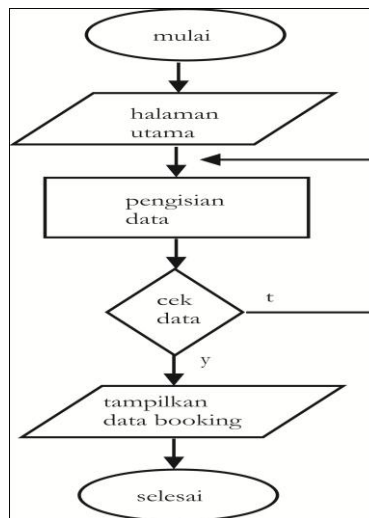 mulai
halaman
utama
pengisian
data
cek
data
t
y
tampilkan
data booking
selesai